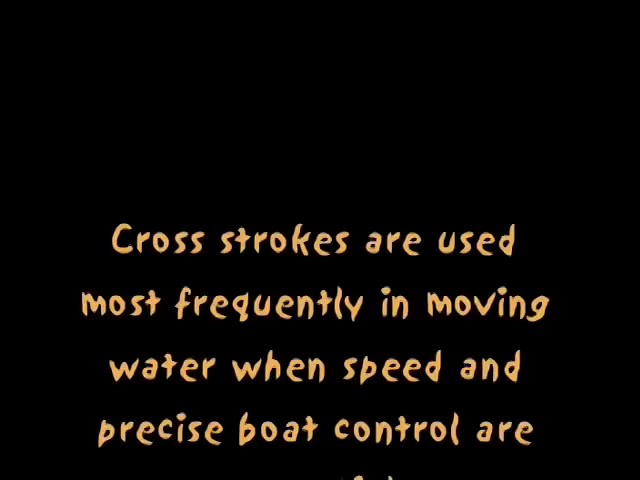 Cross strokes are used
most frequently in moving
water when speed and
precise boat control are